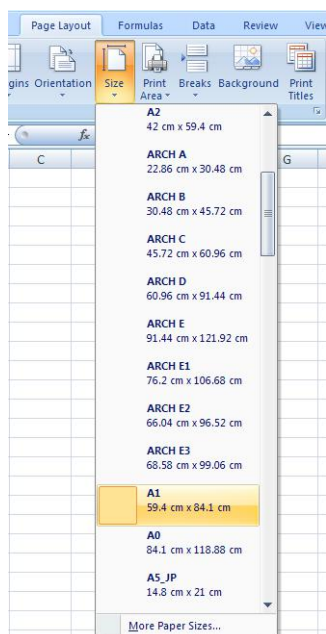 Page Layout Formulas Data Review View
gins Orientation Size Print Area Breaks Background Print Titles
fx
C G
A2
42 cm x 59.4 cm
ARCH A
22.86 cm x 30.48 cm
ARCH B
30.48 cm x 45.72 cm
ARCH C
45.72 cm x 60.96 cm
ARCH D
60.96 cm x 91.44 cm
ARCH E
91.44 cm x 121.92 cm
ARCH E1
76.2 cm x 106.68 cm
ARCH E2
66.04 cm x 96.52 cm
ARCH E3
68.58 cm x 99.06 cm
A1
59.4 cm x 84.1 cm
A0
84.1 cm x 118.88 cm
A5_JP
14.8 cm x 21 cm
More Paper Sizes...